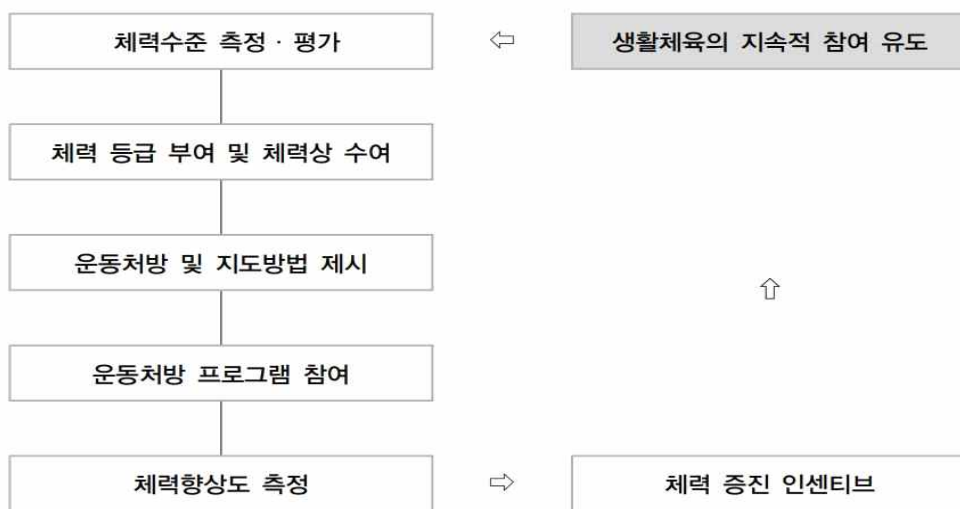 체력수준 측정·평가
생활체육의 지속적 참여 유도
체력 등급 부여 및 체력상 수여
운동처방 및 지도방법 제시
운동처방 프로그램 참여
체력향상도 측정
체력 증진 인센티브